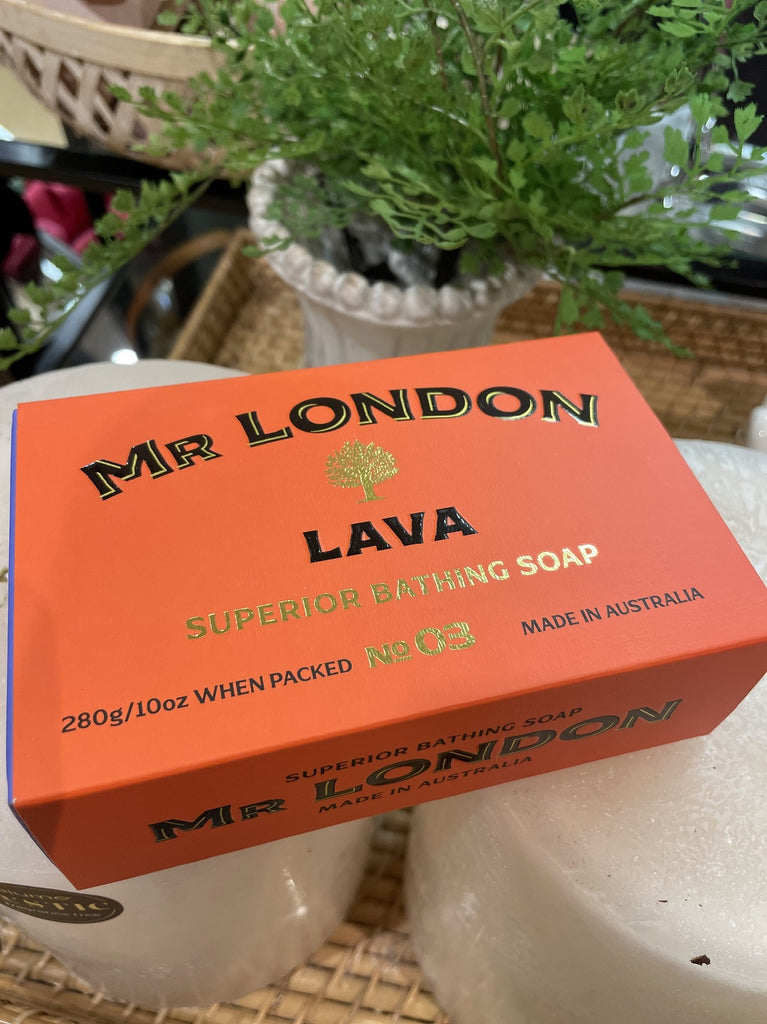 MR LONDON
LAVA
SUPERIOR BATHING SOAP
280g/10oz WHEN PACKED
No 03
MADE IN AUSTRALIA
SUPERIOR BATHING SOAP
MR LONDON
MADE IN AUSTRALIA